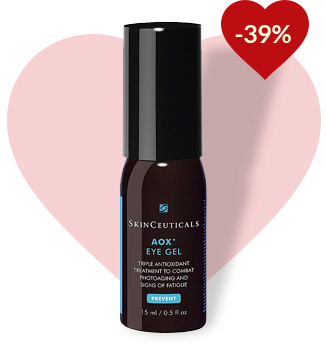 -39%
SKINCEUTICALS
AOX+
EYE GEL
TRIPLE ANTIOXIDANT
TREATMENT TO COMBAT
PHOTOAGING AND
SIGNS OF FATIGUE
PREVENT
15 ml / 0.5 fl oz